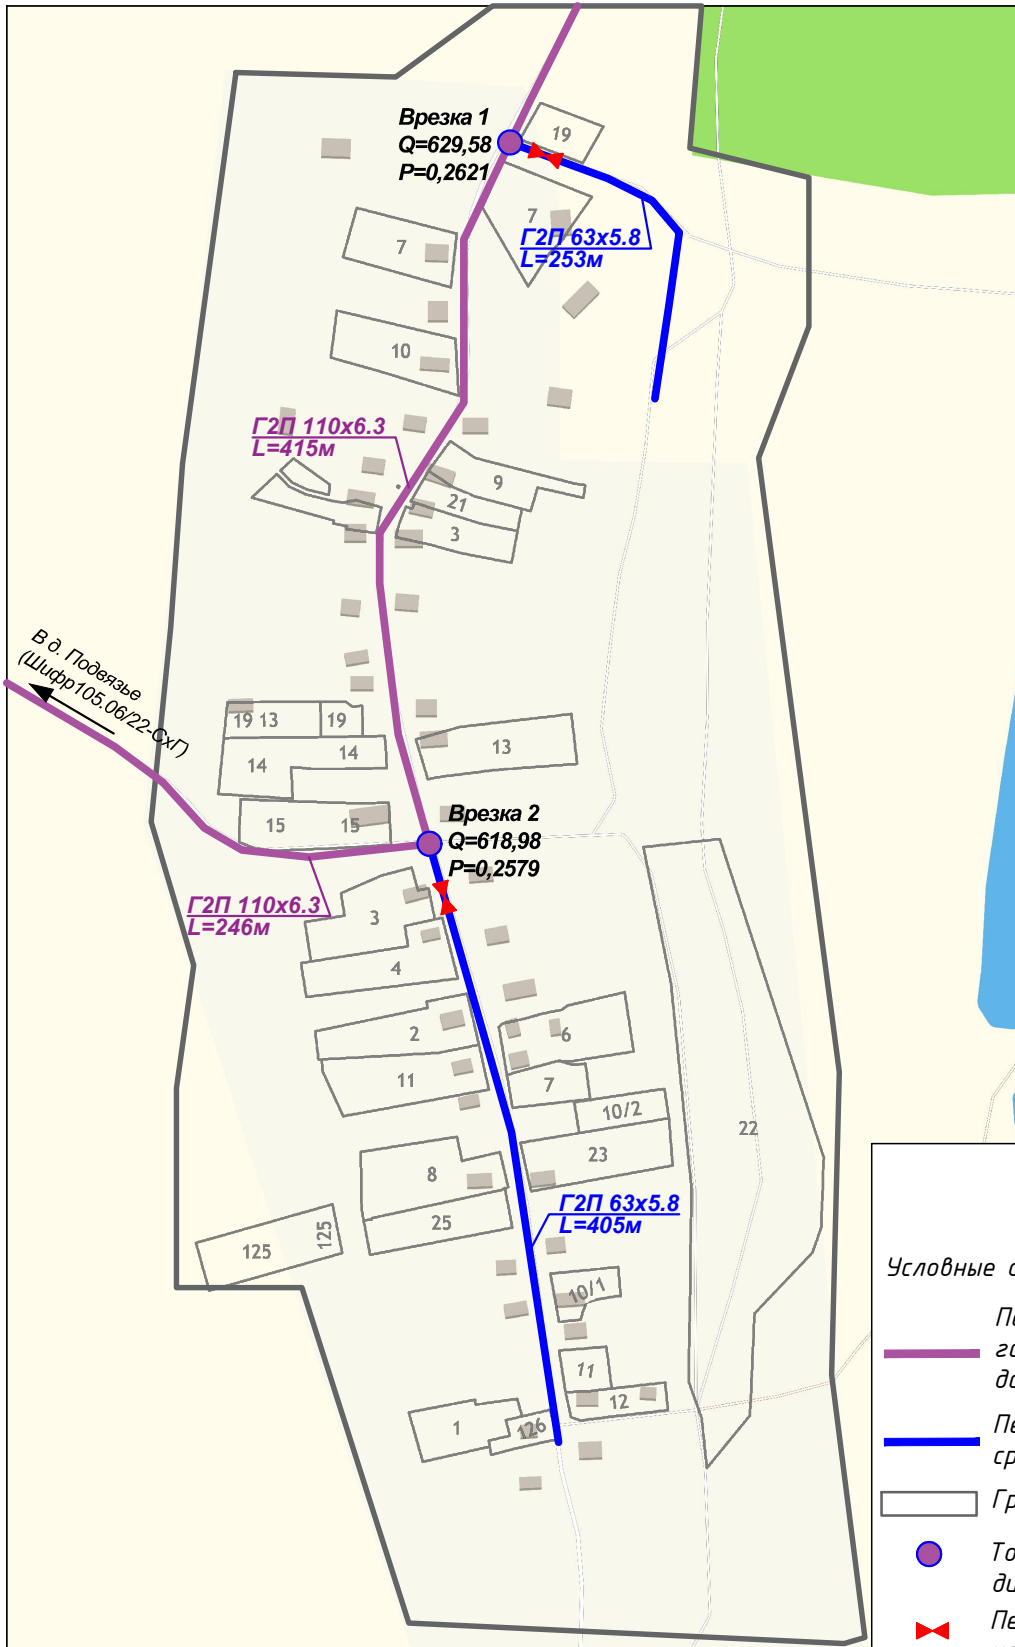 Врезка 1
Q=629,58
P=0,2621
19
7
Г2П 63x5.8
L=253м
7
10
Г2П 110x6.3
L=415м
9
21
3
В д. Подвязье
(Шифр105.06/22-СхГ)
19 13
19
14
14
13
15
15
Врезка 2
Q=618,98
P=0,2579
Г2П 110x6.3
L=246м
3
4
2
6
11
7
10/2
22
23
8
25
Г2П 63x5.8
L=405м
125
125
10/1
11
12
1
126
Условные